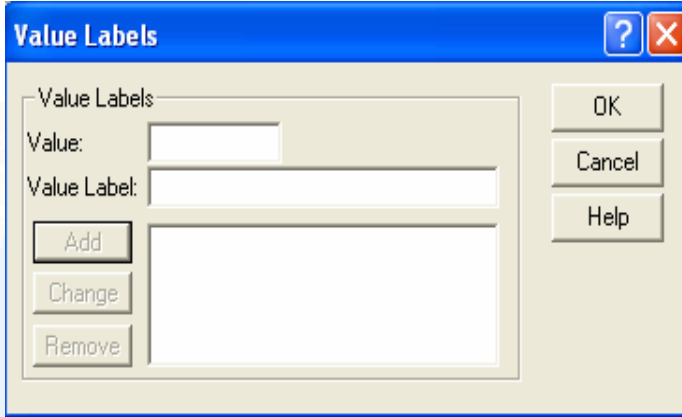 Value Labels
?
Value Labels
Value:
Value Label:
Add
Change
Remove
OK
Cancel
Help